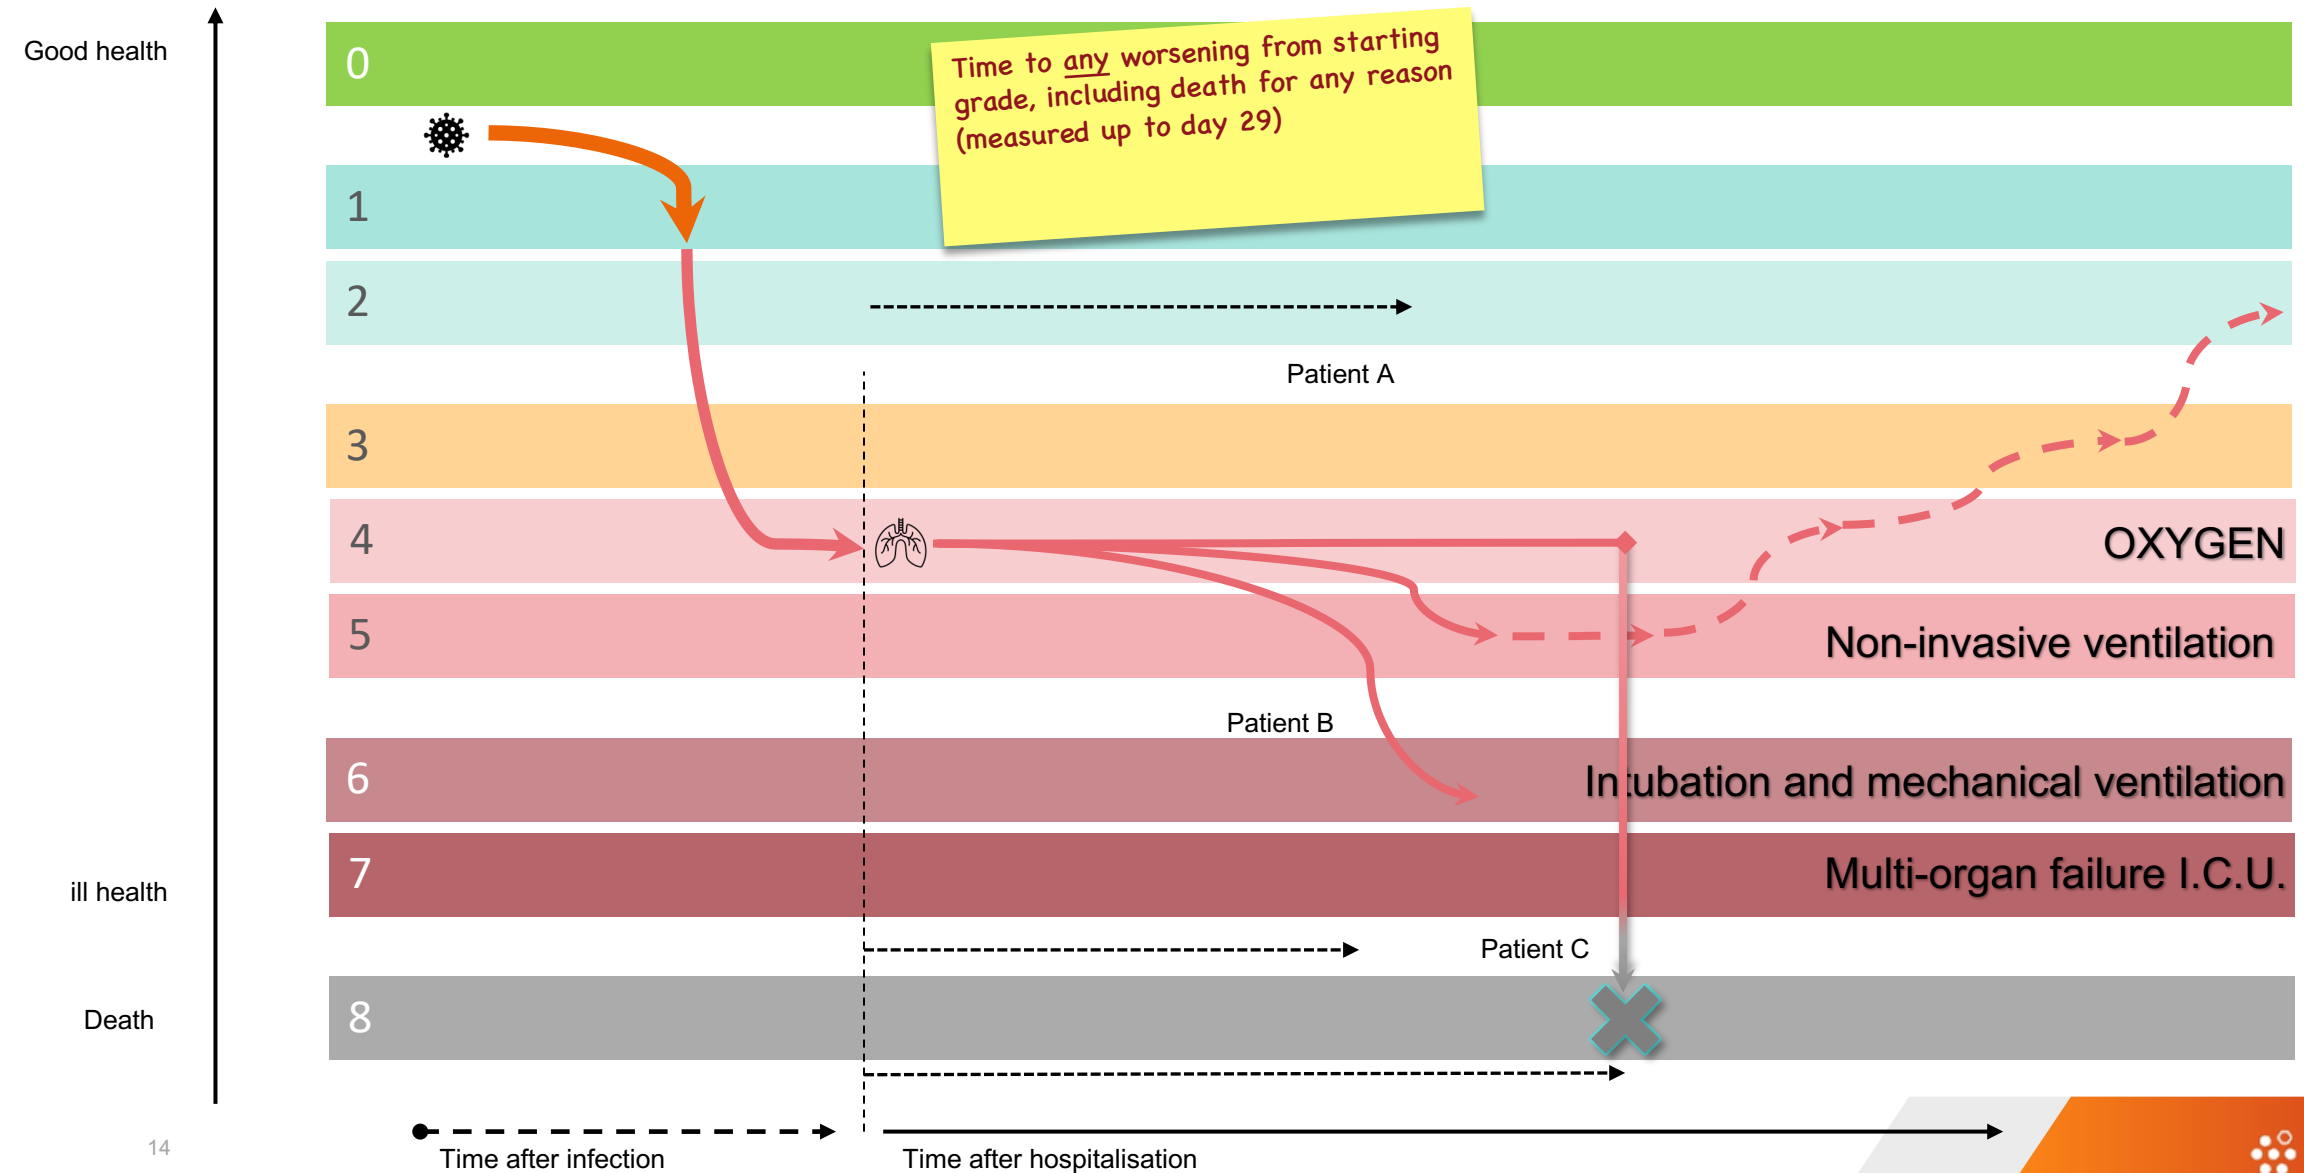 Good health
0
Time to any worsening from starting
grade, including death for any reason
(measured up to day 29)
1
2
Patient A
3
4
OXYGEN
5
Non-invasive ventilation
Patient B
6
Intubation and mechanical ventilation
7
Multi-organ failure I.C.U.
ill health
Patient C
Death
8
14
Time after infection
Time after hospitalisation